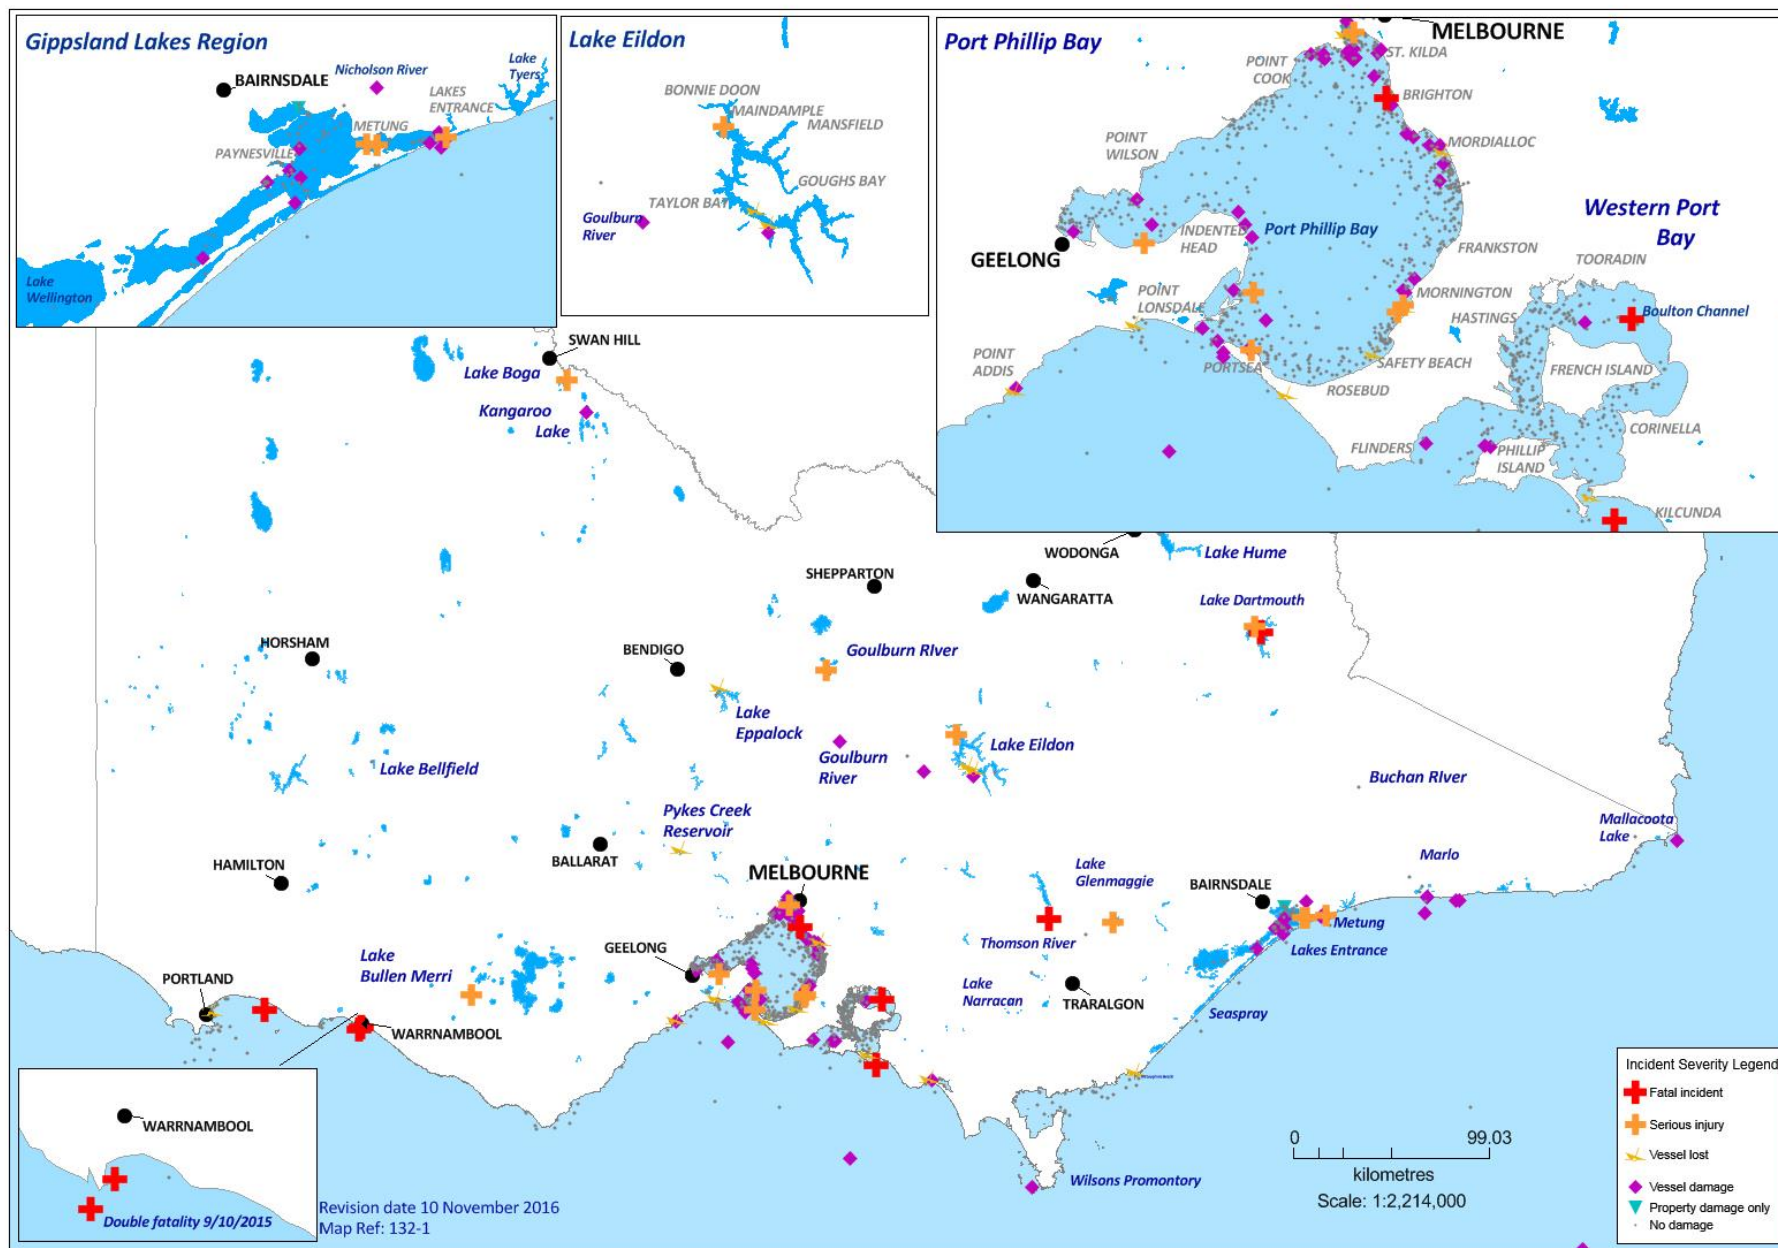 Gippsland Lakes Region
BAIRNSDALE
Nicholson River
Lake
Tyers
LAKES
ENTRANCE
METUNG
PAYNESVILLE
Lake
Wellington
Lake Eildon
BONNIE DOON
MAINDAMPLE
MANSFIELD
GOUGHS BAY
TAYLOR BAY
Goulburn
River
Port Phillip Bay
MELBOURNE
ST. KILDA
POINT
COOK
BRIGHTON
MORDIALLOC
POINT
WILSON
Western Port
Bay
INDENTED
HEAD
Port Phillip Bay
FRANKSTON
GEELONG
TOORADIN
POINT
LONSDALE
MORNINGTON
HASTINGS
Boulton Channel
POINT
ADDIS
PORTSEA
SAFETY BEACH
FRENCH ISLAND
ROSEBUD
CORINELLA
FLINDERS
PHILLIP
ISLAND
KILCUNDA
SWAN HILL
Lake Boga
Kangaroo
Lake
WODONGA
Lake Hume
SHEPPARTON
WANGARATTA
Lake Dartmouth
HORSHAM
BENDIGO
Goulburn RIver
Lake
Eppalock
Goulburn
River
Lake Eildon
Lake Bellfield
Buchan RIver
Pykes Creek
Reservoir
Mallacoota
Lake
BALLARAT
HAMILTON
MELBOURNE
Lake
Glenmaggie
Marlo
BAIRNSDALE
Metung
Lakes Entrance
Thomson River
GEELONG
Lake
Bullen Merri
PORTLAND
Lake
Narracan
TRARALGON
Seaspray
WARRNAMBOOL
Wilsons Promontory
WARRNAMBOOL
Double fatality 9/10/2015
Revision date 10 November 2016
Map Ref: 132-1
0 99.03
kilometres
Scale: 1:2,214,000
Incident Severity Legend
Fatal incident
Serious injury
Vessel lost
Vessel damage
Property damage only
No damage